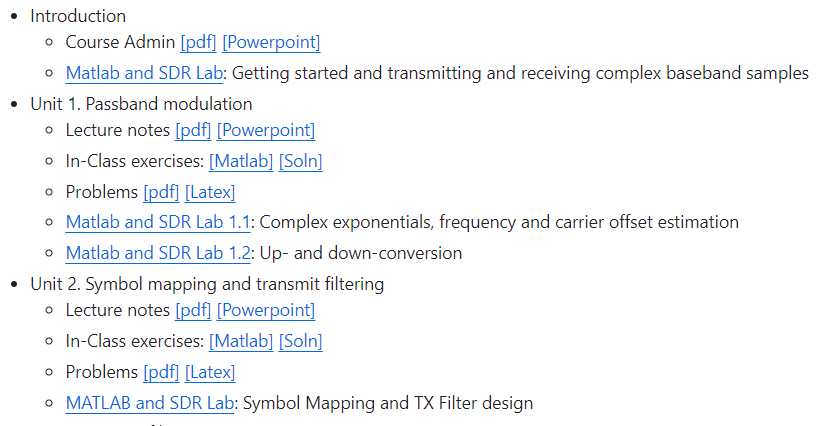 Introduction
Course Admin [pdf] [Powerpoint]
Matlab and SDR Lab: Getting started and transmitting and receiving complex baseband samples
Unit 1. Passband modulation
Lecture notes [pdf] [Powerpoint]
In-Class exercises: [Matlab] [Soln]
Problems [pdf] [Latex]
Matlab and SDR Lab 1.1: Complex exponentials, frequency and carrier offset estimation
Matlab and SDR Lab 1.2: Up- and down-conversion
Unit 2. Symbol mapping and transmit filtering
Lecture notes [pdf] [Powerpoint]
In-Class exercises: [Matlab] [Soln]
Problems [pdf] [Latex]
MATLAB and SDR Lab: Symbol Mapping and TX Filter design